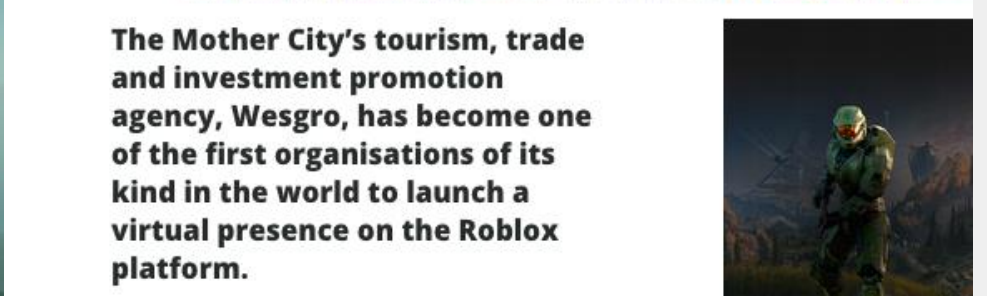 The Mother City’s tourism, trade
and investment promotion
agency, Wesgro, has become one
of the first organisations of its
kind in the world to launch a
virtual presence on the Roblox
platform.